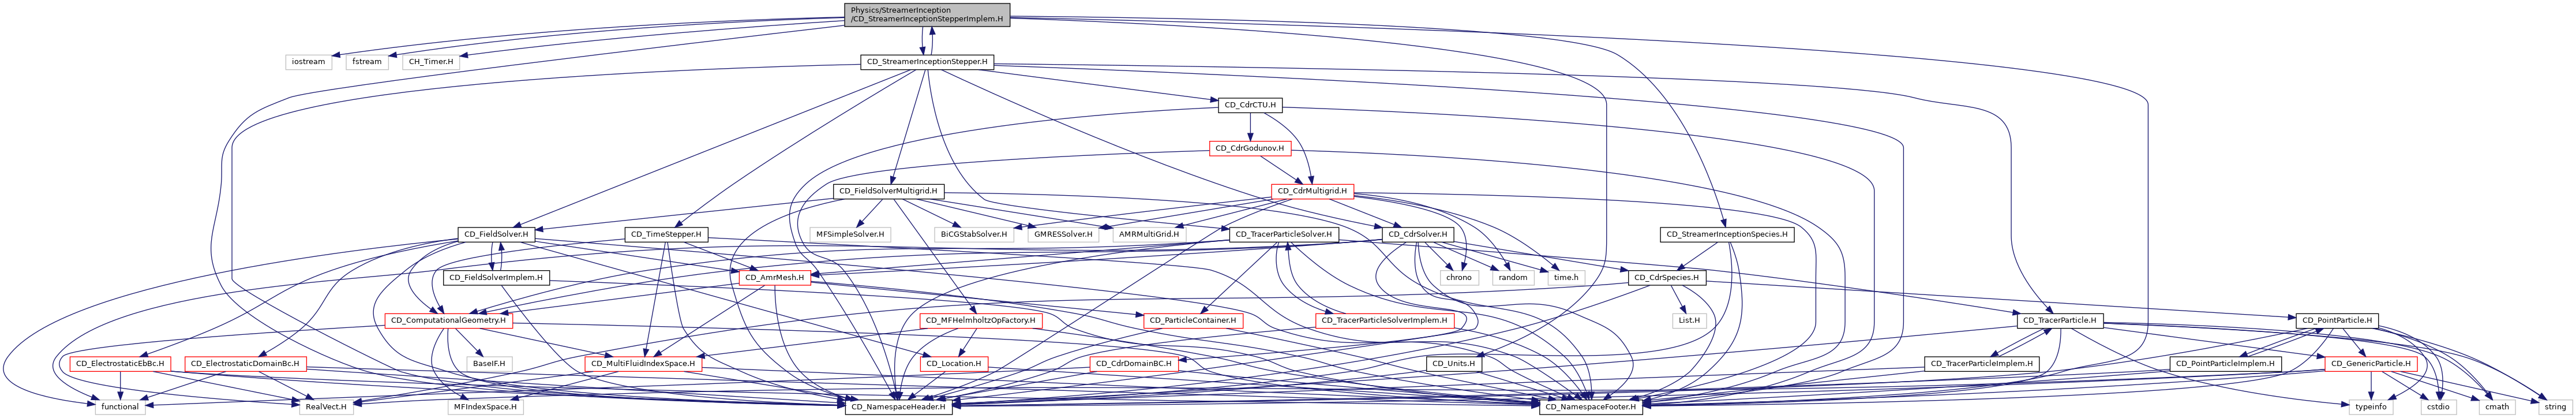 Physics/StreamerInception
/CD_StreamerInceptionStepperImplem.H
iostream
fstream
CH_Timer.H
CD_StreamerInceptionStepper.H
CD_CdrCTU.H
CD_CdrGodunov.H
CD_FieldSolverMultigrid.H
CD_CdrMultigrid.H
CD_FieldSolver.H
CD_TimeStepper.H
MFSimpleSolver.H
BiCGStabSolver.H
GMRESSolver.H
AMRMultiGrid.H
CD_TracerParticleSolver.H
CD_CdrSolver.H
CD_StreamerInceptionSpecies.H
CD_FieldSolverImplem.H
CD_AmrMesh.H
chrono
random
time.h
CD_CdrSpecies.H
CD_ComputationalGeometry.H
CD_MFHelmholtzOpFactory.H
CD_ParticleContainer.H
CD_TracerParticleSolverImplem.H
List.H
CD_TracerParticle.H
CD_PointParticle.H
CD_ElectrostaticEbBc.H
CD_ElectrostaticDomainBc.H
BaseIF.H
CD_MultiFluidIndexSpace.H
CD_Location.H
CD_CdrDomainBC.H
CD_Units.H
CD_TracerParticleImplem.H
CD_PointParticleImplem.H
CD_GenericParticle.H
functional
RealVect.H
MFIndexSpace.H
CD_NamespaceHeader.H
CD_NamespaceFooter.H
typeinfo
cstdio
cmath
string